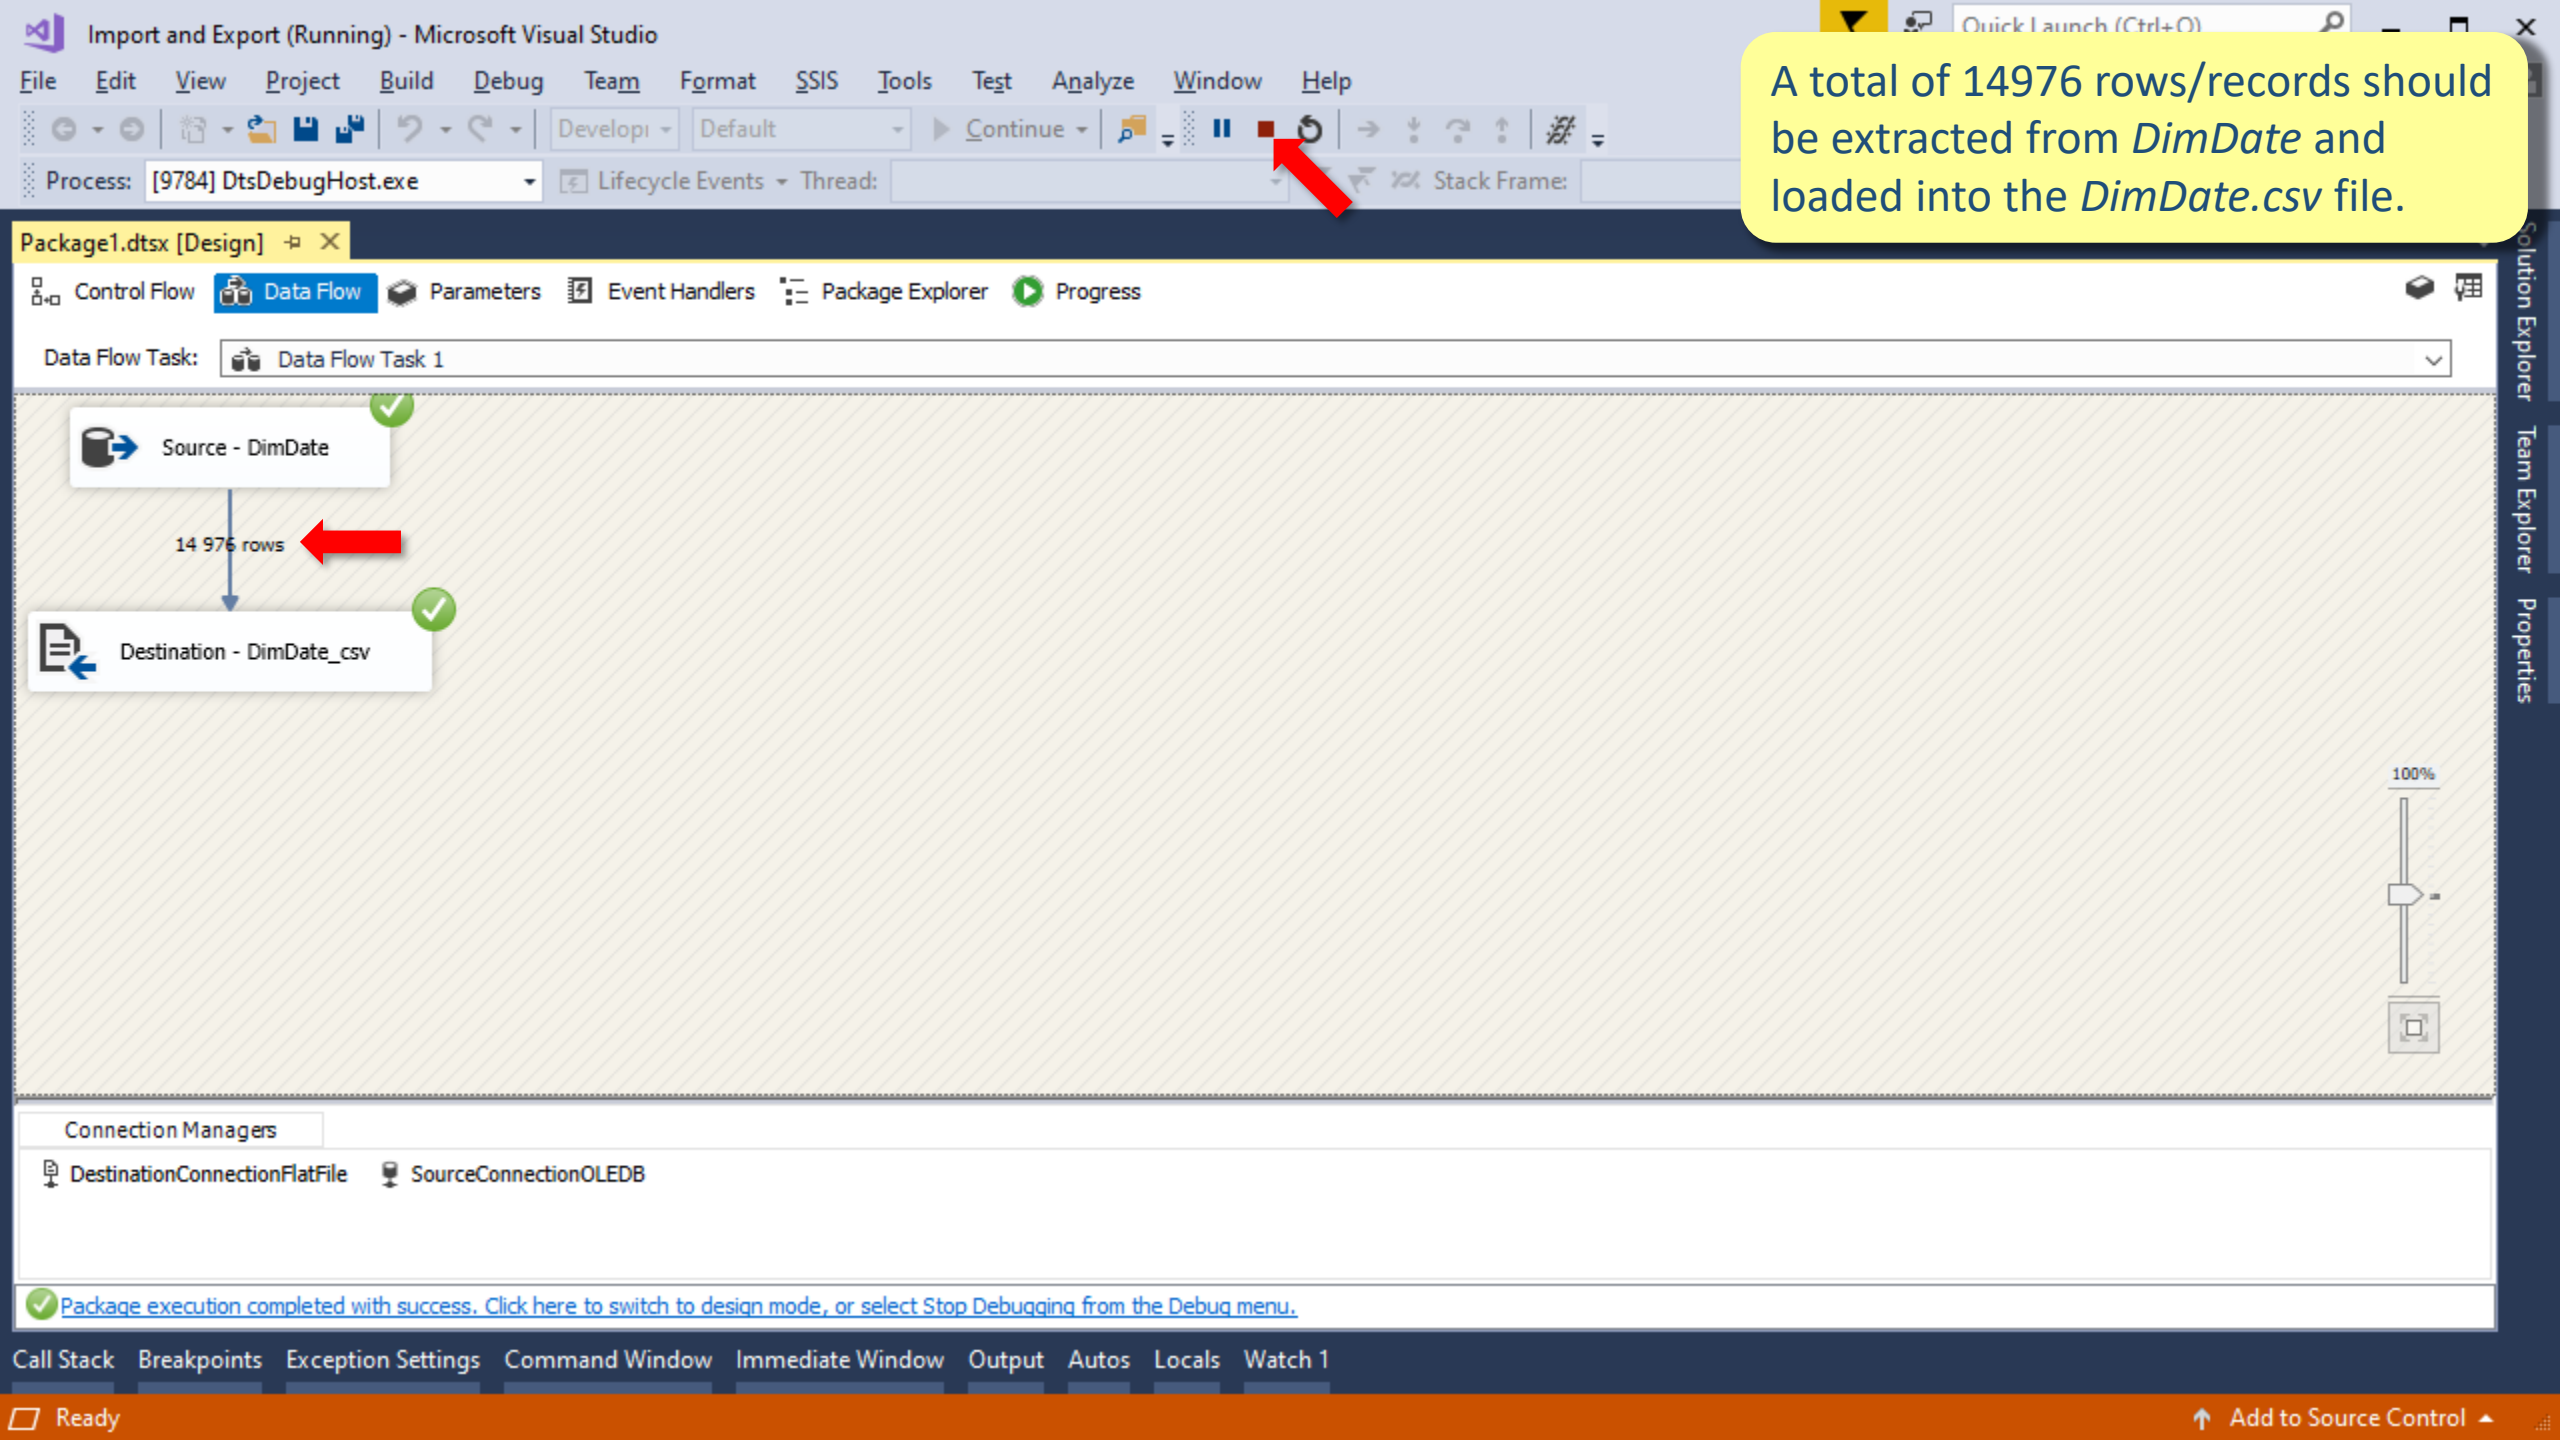 Import and Export (Running) - Microsoft Visual Studio
Quick Launch (Ctrl+Q)
File Edit View Project Build Debug Team Format SSIS Tools Test Analyze Window Help
Default Continue
Process: [9784] DtsDebugHost.exe Lifecycle Events Thread: Stack Frame:
A total of 14976 rows/records should
be extracted from DimDate and
loaded into the DimDate.csv file.
Package1.dtsx [Design]
Control Flow Data Flow Parameters Event Handlers Package Explorer Progress
Data Flow Task: Data Flow Task 1
Source - DimDate
14 976 rows
Destination - DimDate_csv
100%
Solution Explorer
Team Explorer
Properties
Connection Managers
DestinationConnectionFlatFile SourceConnectionOLEDB
Package execution completed with success. Click here to switch to design mode, or select Stop Debugging from the Debug menu.
Call Stack Breakpoints Exception Settings Command Window Immediate Window Output Autos Locals Watch 1
Ready Add to Source Control